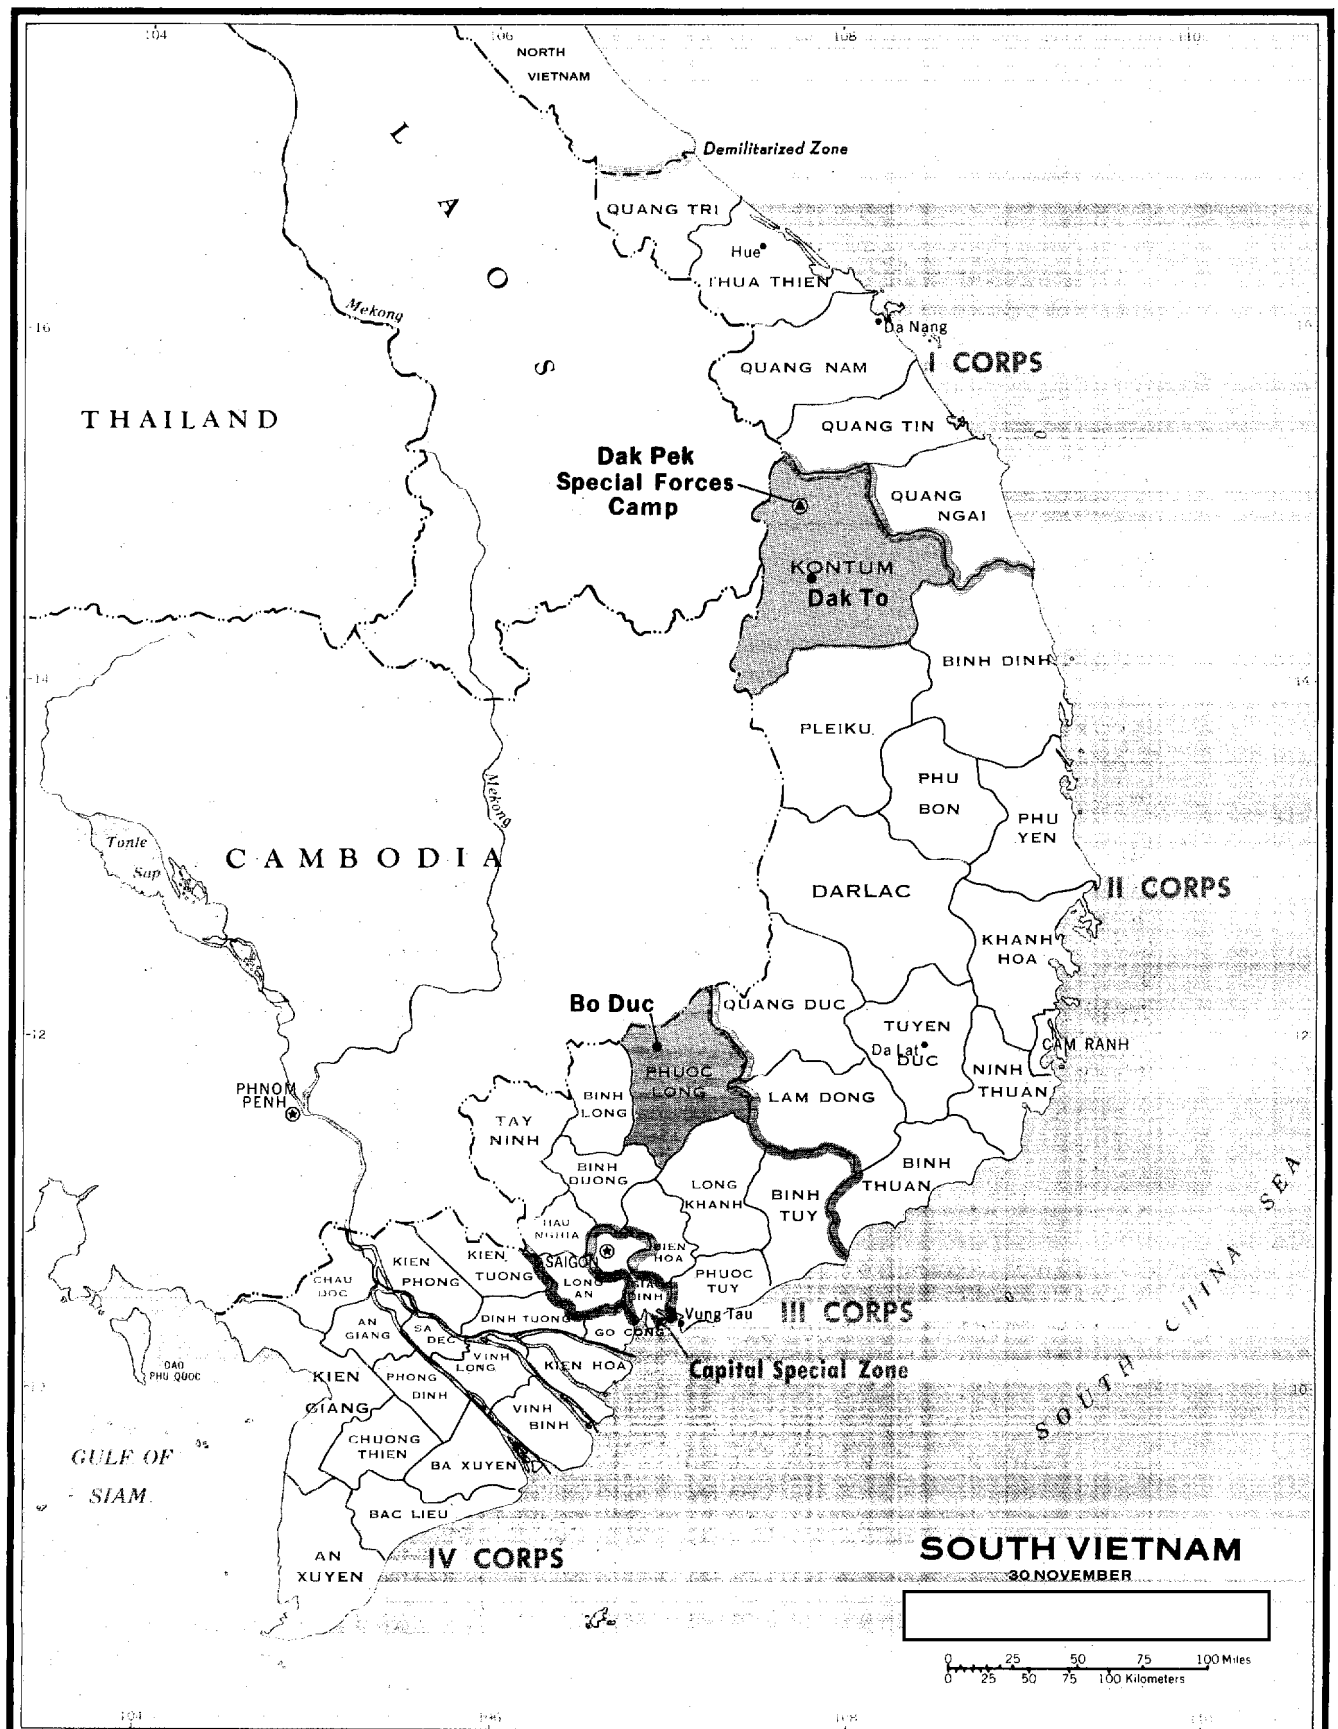 104
106
108
110
NORTH
VIETNAM
L
A
O
S
Demilitarized Zone
QUANG TRI
Hue
THUA THIEN
Mekong
16
Da Nang
QUANG NAM
I CORPS
THAILAND
QUANG TIN
Dak Pek
Special Forces
Camp
QUANG
NGAI
KONTUM
Dak To
BINH DINH
14
14
PLEIKU
PHU
BON
Mekong
PHU
YEN
Tonle
Sap
CAMBODIA
DARLAC
II CORPS
KHANH
HOA
Bo Duc
QUANG DUC
12
12
TUYEN
DUC
Da Lat
CAM RANH
PHUOC
LONG
NINH
THUAN
PHNOM
PENH
BINH
LONG
LAM DONG
TAY
NINH
BINH
DUONG
LONG
KHANH
BINH
TUY
BINH
THUAN
HAU
NGHIA
BIEN
HOA
SAIGON
KIEN
PHONG
KIEN
TUONG
CHAU
DOC
LONG
AN
GIA
DINH
PHUOC
TUY
Vung Tau
III CORPS
AN
GIANG
SA
DEC
DINH TUONG
GO CONG
VINH
LONG
KIEN HOA
Capital Special Zone
DAO
PHU QUOC
KIEN
GIANG
PHONG
DINH
VINH
BINH
10
CHUONG
THIEN
BA XUYEN
GULF OF
SIAM
SOUTH CHINA SEA
BAC LIEU
AN
XUYEN
IV CORPS
SOUTH VIETNAM
30 NOVEMBER
0 25 50 75 100 Miles
0 25 50 75 100 Kilometers
104
106
108
110